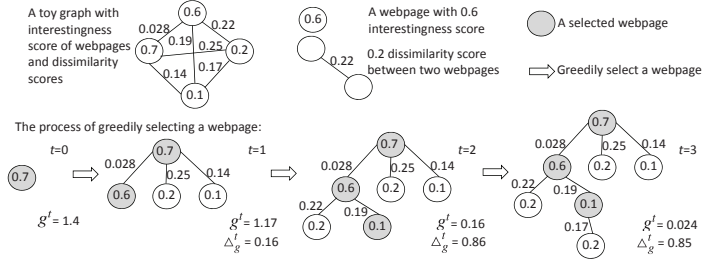 A toy graph with
interestingness
score of webpages
and dissimilarity
scores
0.6
0.028
0.22
0.7
0.19
0.25
0.2
0.14
0.17
0.1
0.6
A webpage with 0.6
interestingness score
0.22
0.2 dissimilarity score
between two webpages
A selected webpage
Greedily select a webpage
The process of greedily selecting a webpage:
t=0
0.7
g^t = 1.4
t=1
0.7
0.028
0.25
0.14
0.6
0.2
0.1
g^t = 1.17
△_g^t = 0.16
t=2
0.7
0.028
0.25
0.14
0.6
0.2
0.1
0.22
0.19
0.2
0.1
g^t = 0.16
△_g^t = 0.86
t=3
0.7
0.028
0.25
0.14
0.6
0.2
0.1
0.22
0.19
0.2
0.1
0.17
0.2
g^t = 0.024
△_g^t = 0.85